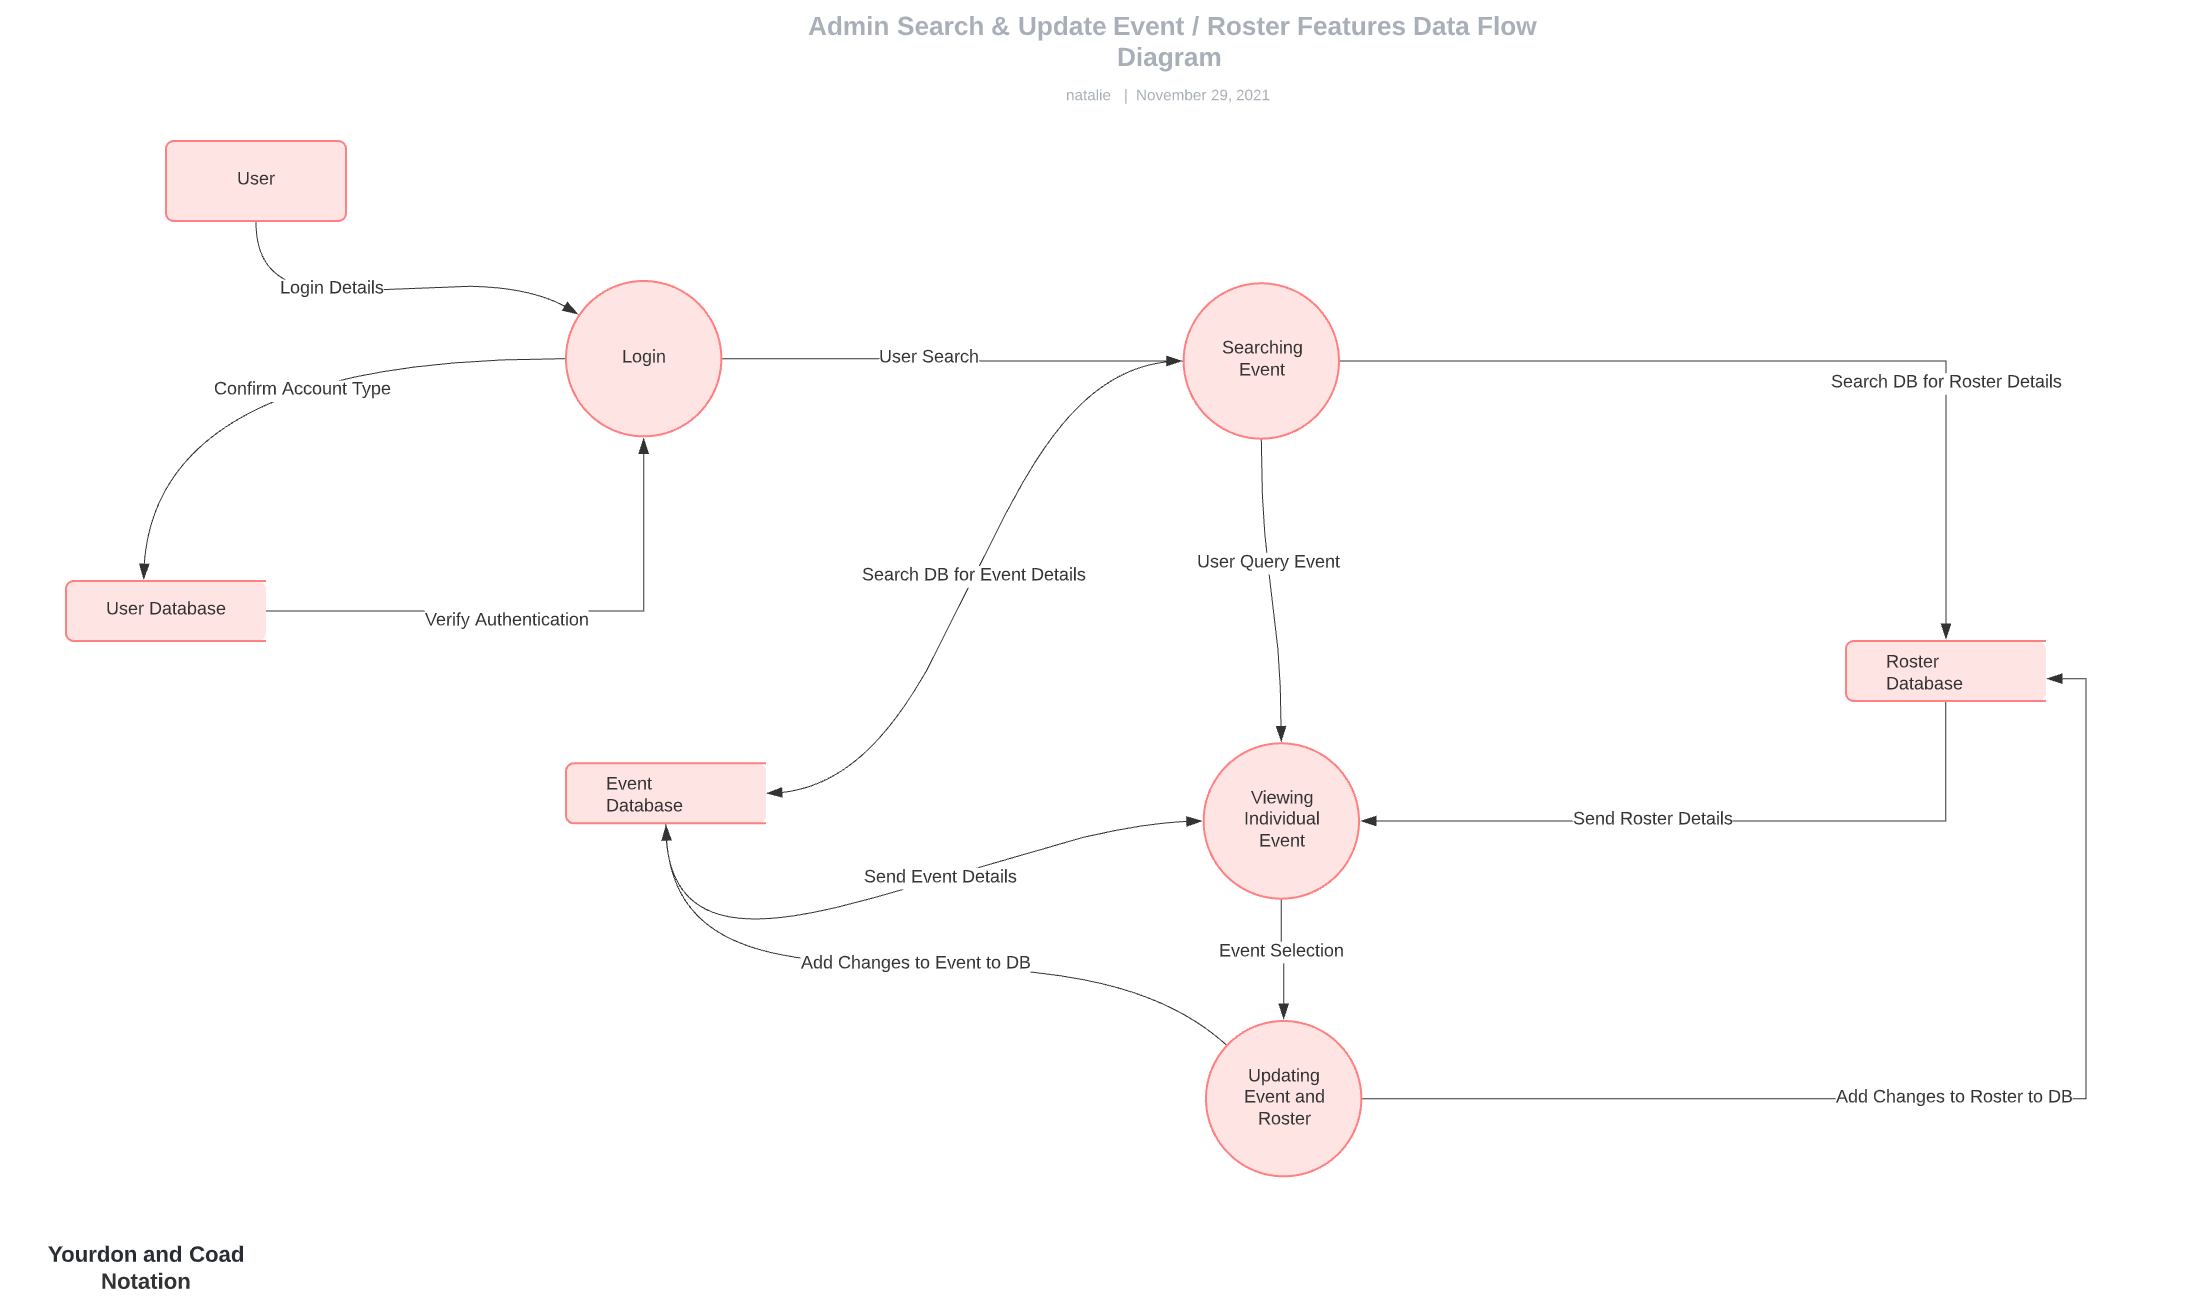 Admin Search & Update Event / Roster Features Data Flow
Diagram
natalie | November 29, 2021
User
Login Details
Login
User Search
Searching
Event
Search DB for Roster Details
Confirm Account Type
User Query Event
Search DB for Event Details
User Database
Verify Authentication
Roster
Database
Event
Database
Viewing
Individual
Event
Send Roster Details
Send Event Details
Event Selection
Add Changes to Event to DB
Updating
Event and
Roster
Add Changes to Roster to DB
Yourdon and Coad
Notation